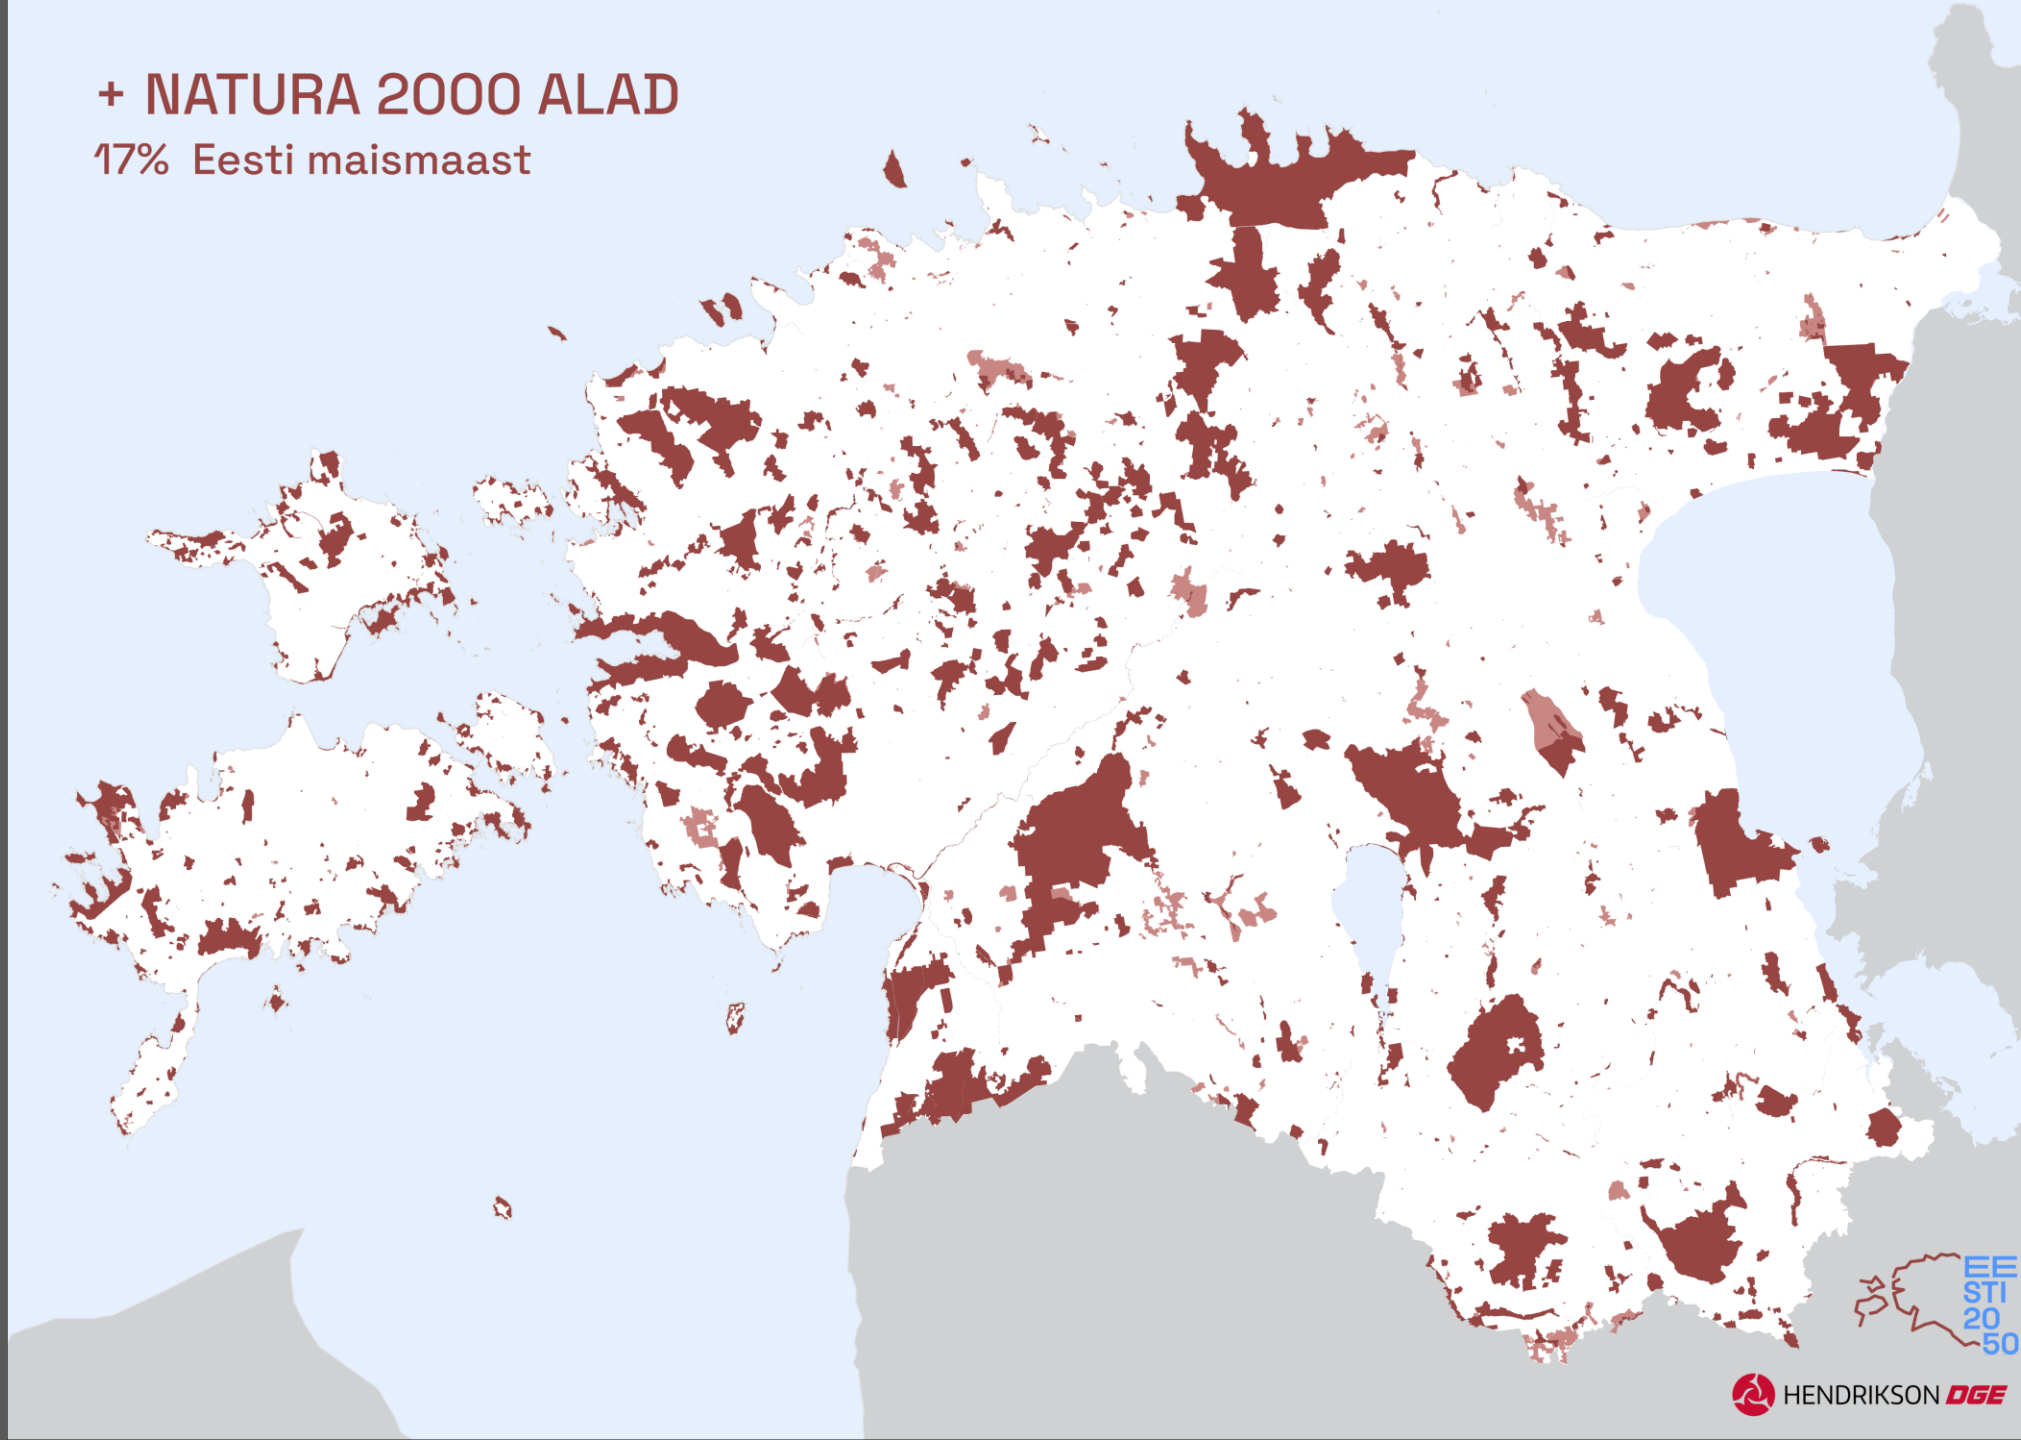 + NATURA 2000 ALAD
17% Eesti maismaast
EE
STI
20
50
HENDRIKSON DGE